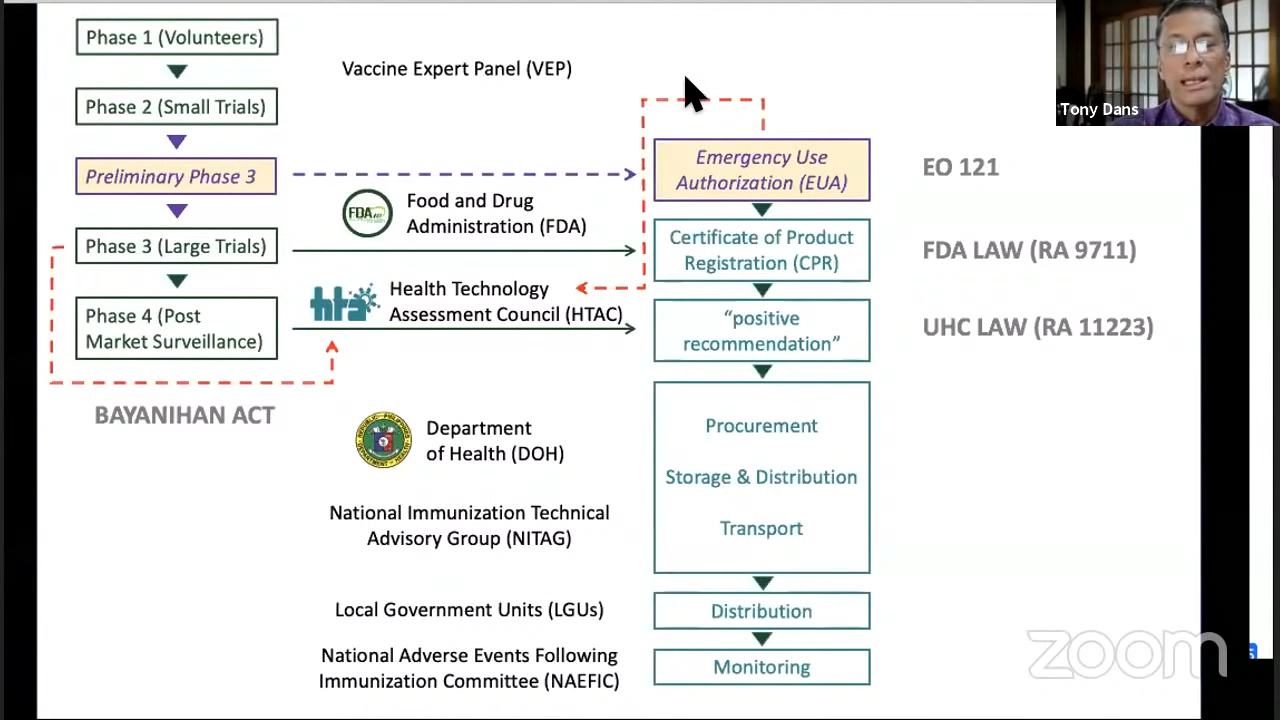 Phase 1 (Volunteers)
Phase 2 (Small Trials)
Preliminary Phase 3
Phase 3 (Large Trials)
Phase 4 (Post
Market Surveillance)
BAYANIHAN ACT
Vaccine Expert Panel (VEP)
FDA
Food and Drug
Administration (FDA)
hta
Health Technology
Assessment Council (HTAC)
Department
of Health (DOH)
National Immunization Technical
Advisory Group (NITAG)
Local Government Units (LGUs)
National Adverse Events Following
Immunization Committee (NAEFIC)
Emergency Use
Authorization (EUA)
Certificate of Product
Registration (CPR)
“positive
recommendation”
Procurement
Storage & Distribution
Transport
Distribution
Monitoring
EO 121
FDA LAW (RA 9711)
UHC LAW (RA 11223)
Tony Dans
zoom